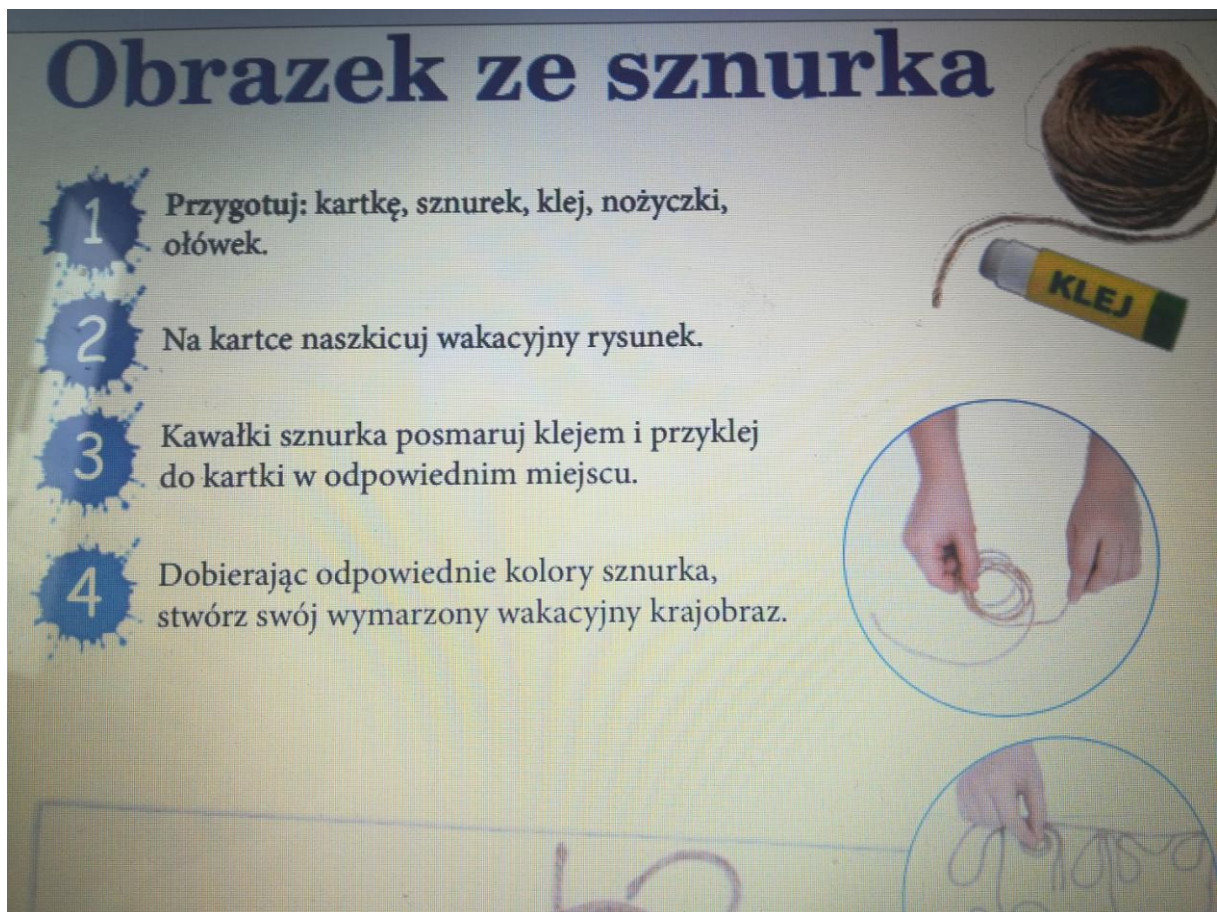 Obrazek ze sznurka
1
Przygotuj: kartkę, sznurek, klej, nożyczki,
ołówek.
KLEJ
2
Na kartce naszkicuj wakacyjny rysunek.
3
Kawałki sznurka posmaruj klejem i przyklej
do kartki w odpowiednim miejscu.
4
Dobierając odpowiednie kolory sznurka,
stwórz swój wymarzony wakacyjny krajobraz.